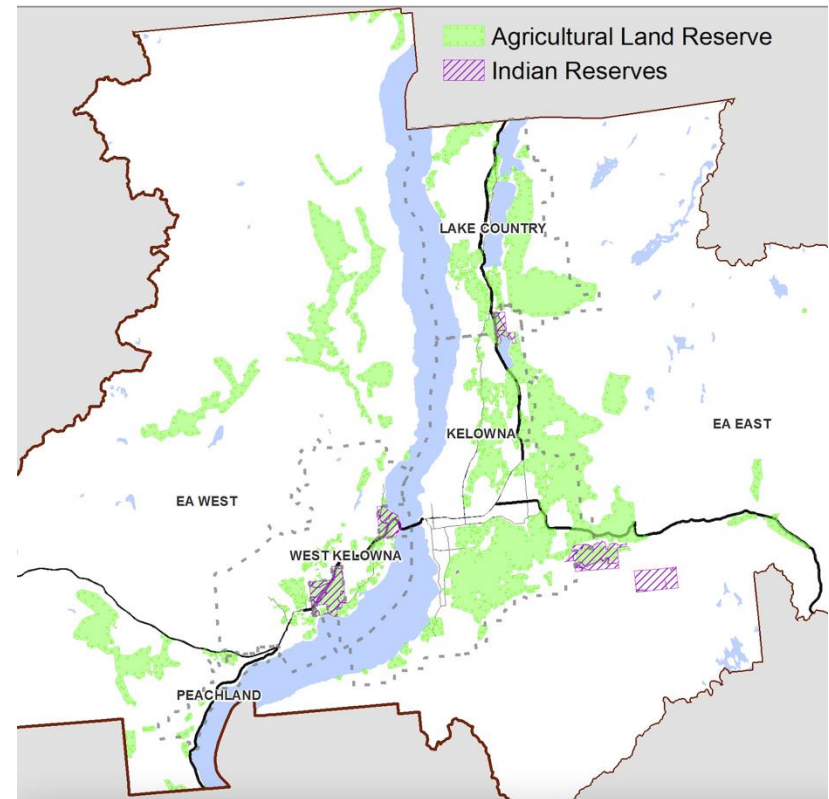 Agricultural Land Reserve
Indian Reserves
LAKE COUNTRY
KELOWNA
EA EAST
EA WEST
WEST KELOWNA
PEACHLAND